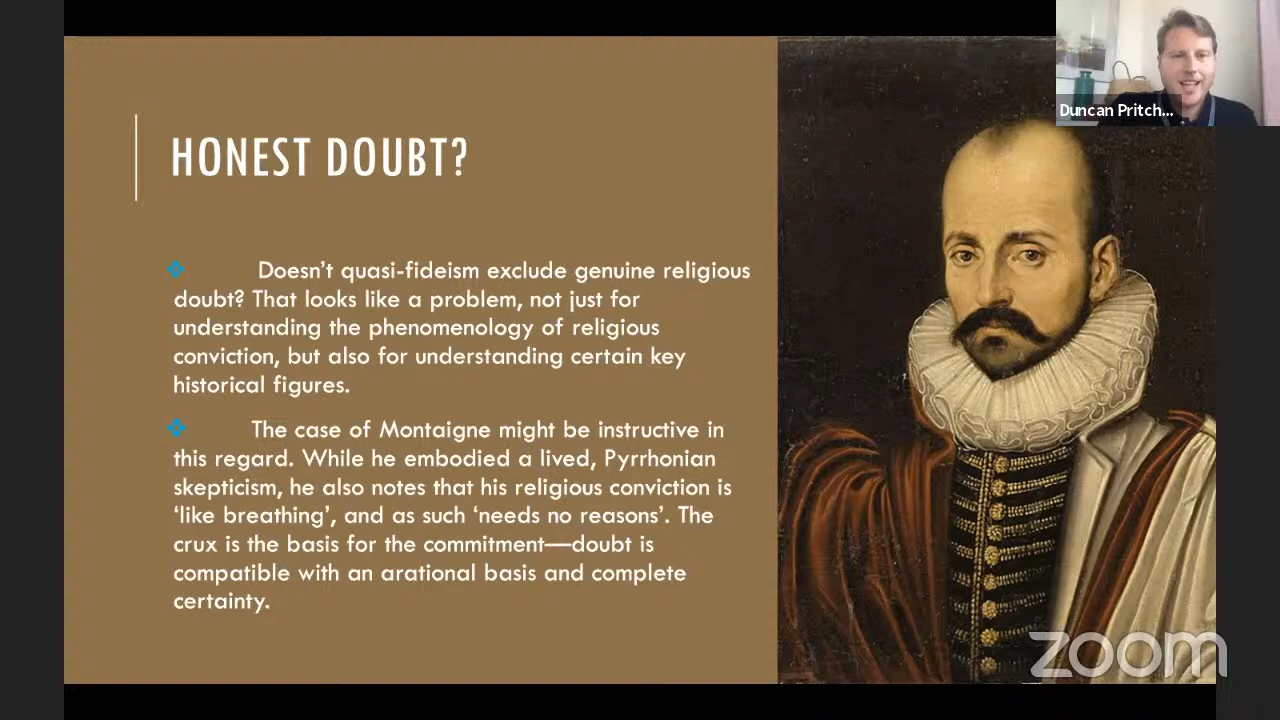 Duncan Pritch...
HONEST DOUBT?
Doesn’t quasi-fideism exclude genuine religious
doubt? That looks like a problem, not just for
understanding the phenomenology of religious
conviction, but also for understanding certain key
historical figures.
The case of Montaigne might be instructive in
this regard. While he embodied a lived, Pyrrhonian
skepticism, he also notes that his religious conviction is
‘like breathing’, and as such ‘needs no reasons’. The
crux is the basis for the commitment—doubt is
compatible with an arational basis and complete
certainty.
zoom